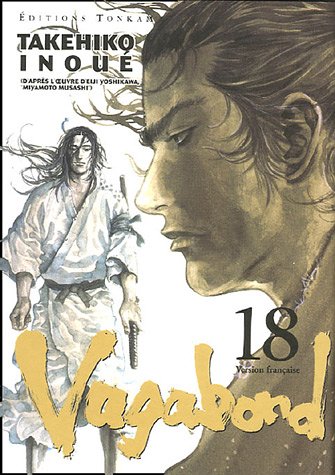 ÉDITIONS TONKAM
TAKEHIKO
INOUE
(D'APRÈS L'ŒUVRE D'EIJI YOSHIKAWA,
"MIYAMOTO MUSASHI")
18
Version française
Vagabond